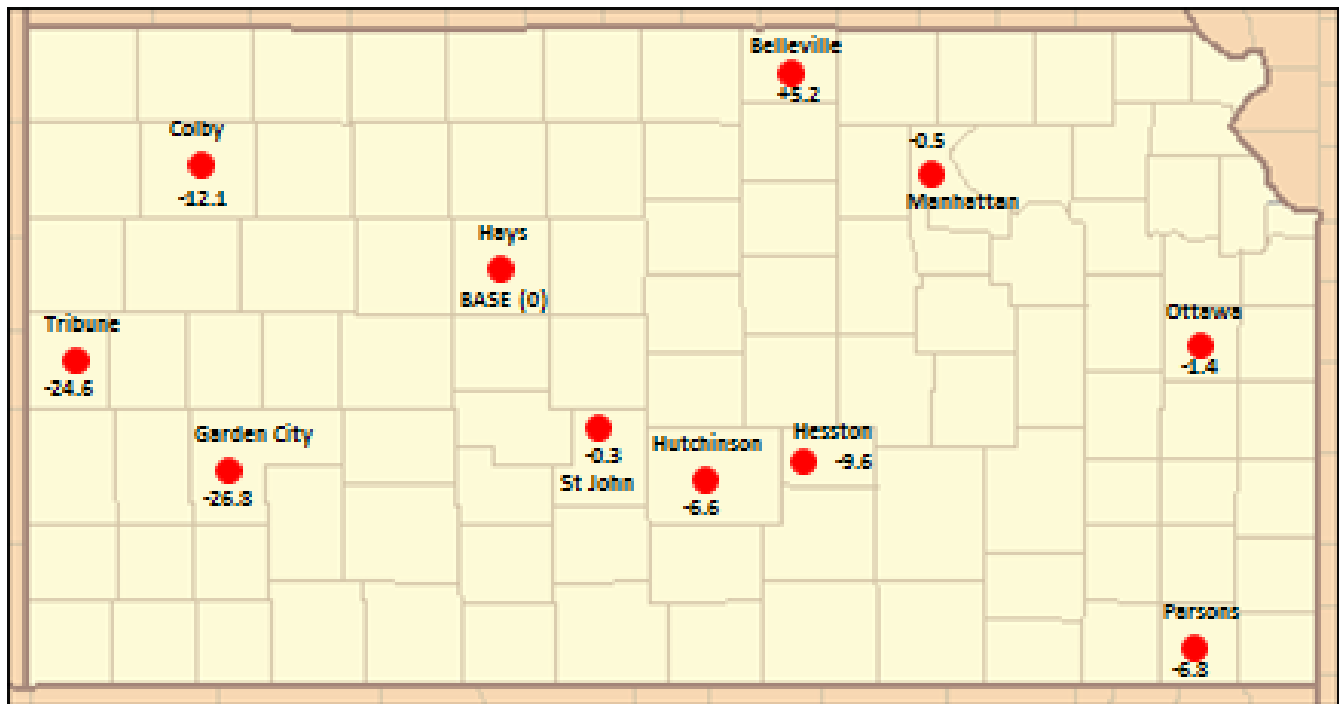 Belleville
+5.2
Colby
-12.1
-0.5
Manhattan
Hays
BASE (0)
Tribune
-24.6
Ottawa
-1.4
Garden City
-26.8
-0.3
St John
Hutchinson
-6.6
Hesston
-9.6
Parsons
-6.8